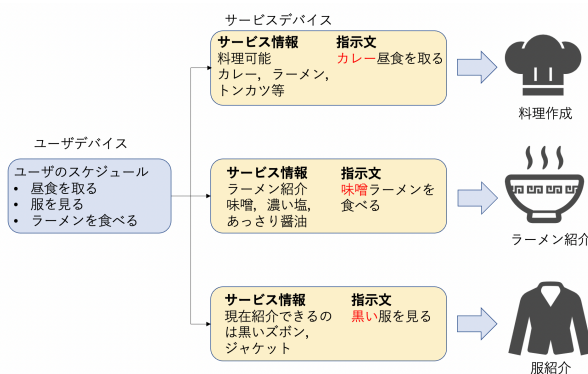 サービスデバイス
サービス情報
料理可能
カレー，ラーメン，
トンカツ等
指示文
カレー昼食を取る
料理作成
ユーザデバイス
ユーザのスケジュール
• 昼食を取る
• 服を見る
• ラーメンを食べる
サービス情報
ラーメン紹介
味噌，濃い塩，
あっさり醤油
指示文
味噌ラーメンを
食べる
ラーメン紹介
サービス情報
現在紹介できるの
は黒いズボン，
ジャケット
指示文
黒い服を見る
服紹介